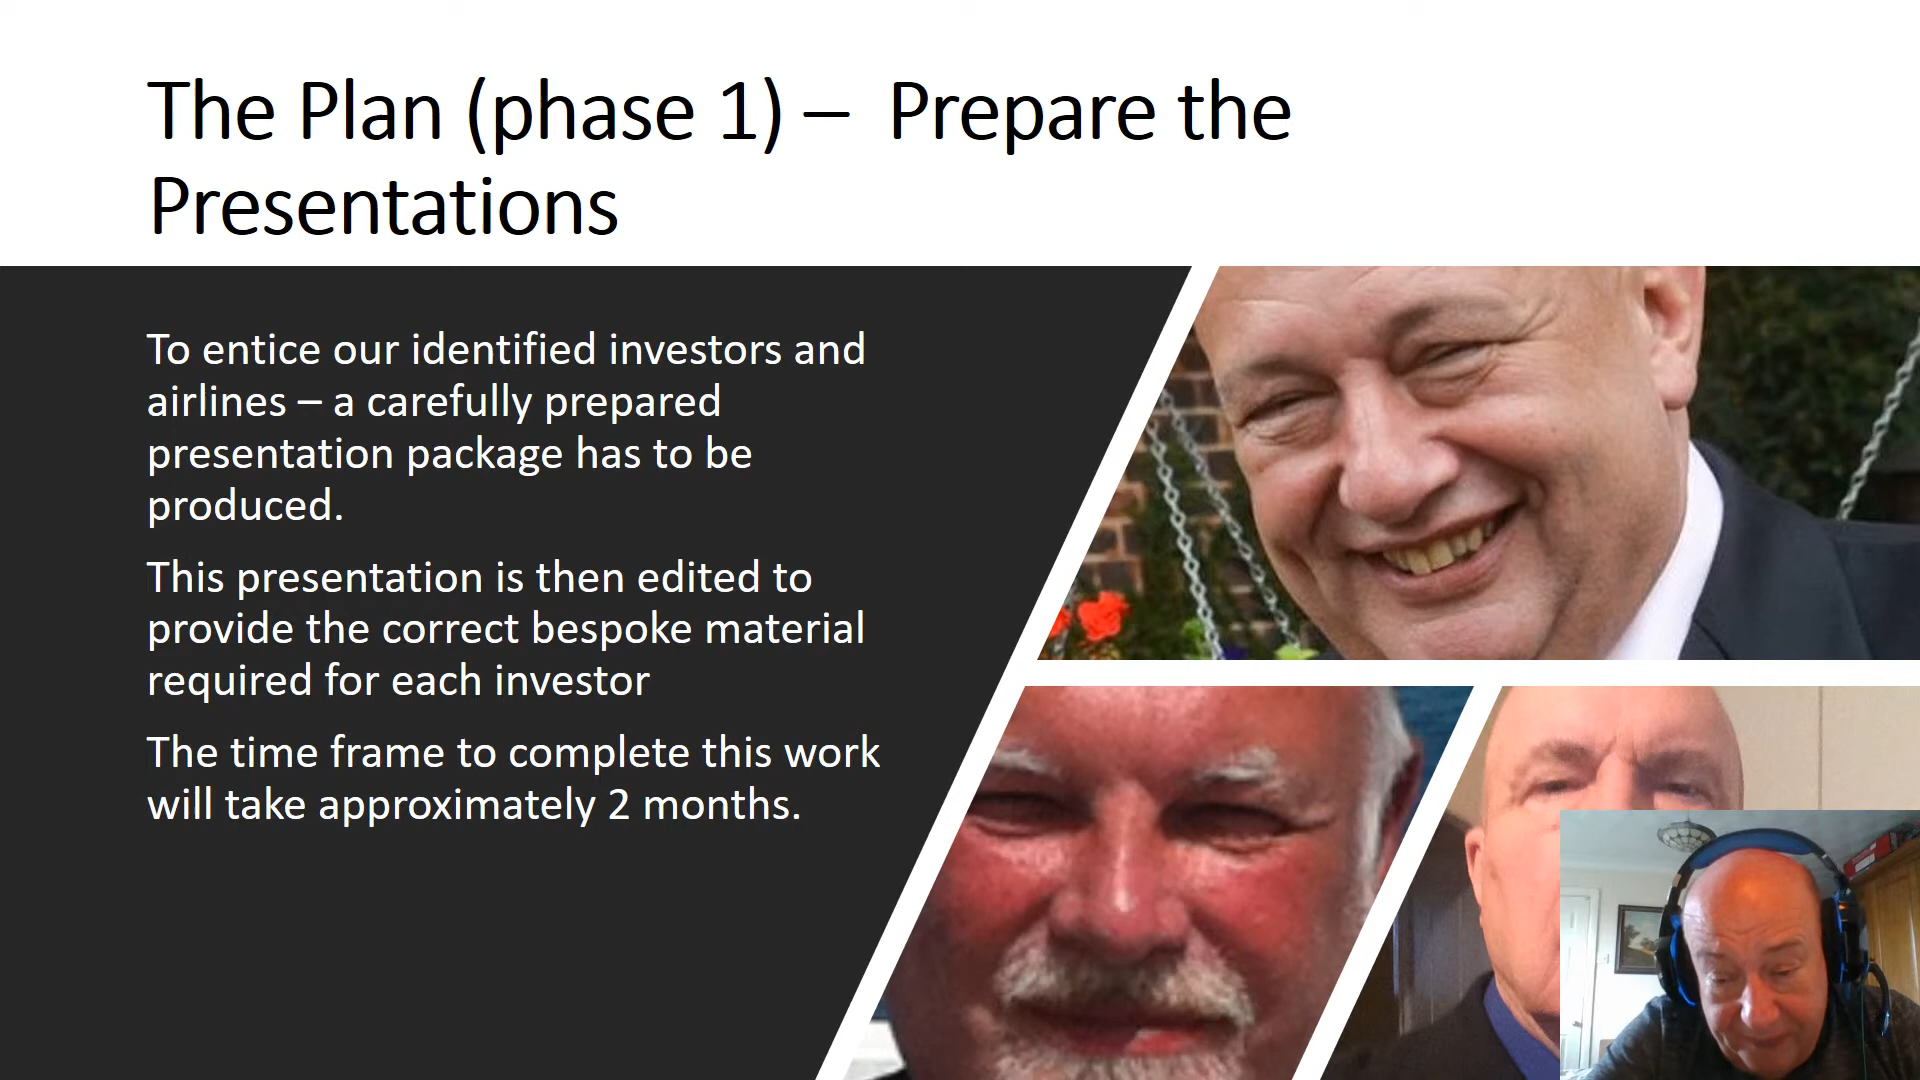 The Plan (phase 1) – Prepare the
Presentations
To entice our identified investors and
airlines – a carefully prepared
presentation package has to be
produced.
This presentation is then edited to
provide the correct bespoke material
required for each investor
The time frame to complete this work
will take approximately 2 months.